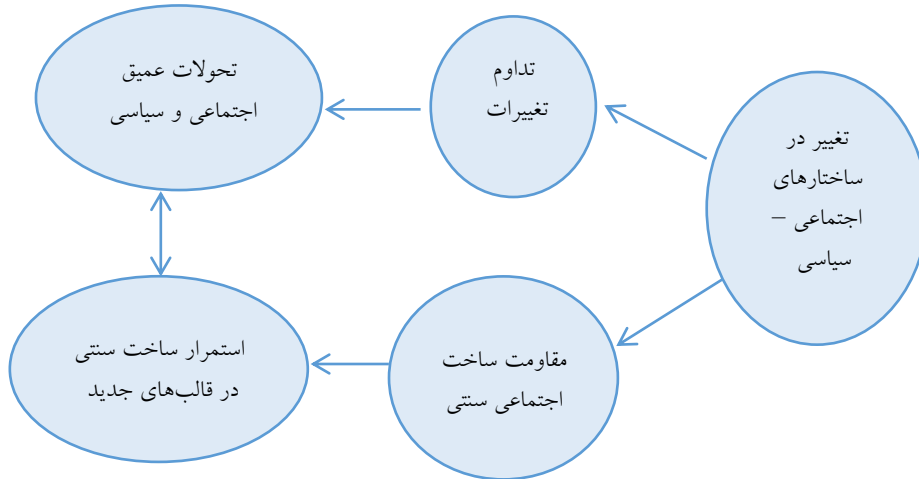 تغییر در
ساختارهای
اجتماعی –
سیاسی
تداوم
تغییرات
تحولات عمیق
اجتماعی و سیاسی
مقاومت ساخت
اجتماعی سنتی
استمرار ساخت سنتی
در قالب‌های جدید